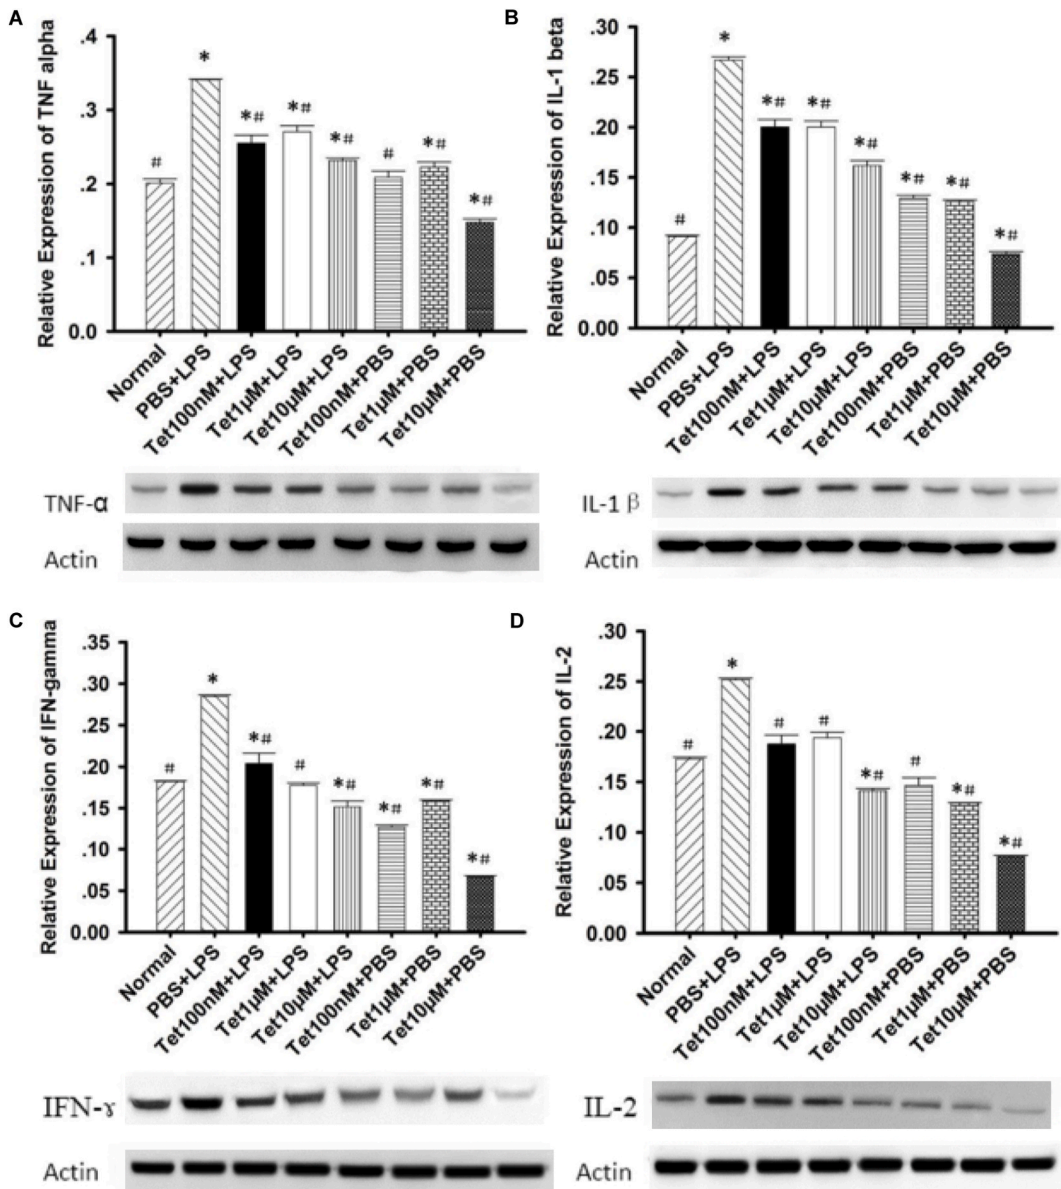 A
Relative Expression of TNF alpha
.4
.3
.2
.1
0.0
#
*
*#
*#
*#
#
*#
*#
Normal
PBS+LPS
Tet100nM+LPS
Tet1μM+LPS
Tet10μM+LPS
Tet100nM+PBS
Tet1μM+PBS
Tet10μM+PBS
TNF-α
Actin
B
Relative Expression of IL-1 beta
.30
.25
.20
.15
.10
.05
0.00
#
*
*#
*#
*#
*#
*#
*#
Normal
PBS+LPS
Tet100nM+LPS
Tet1μM+LPS
Tet10μM+LPS
Tet100nM+PBS
Tet1μM+PBS
Tet10μM+PBS
IL-1 β
Actin
C
Relative Expression of IFN-gamma
.35
.30
.25
.20
.15
.10
.05
0.00
#
*
*#
#
*#
*#
*#
*#
Normal
PBS+LPS
Tet100nM+LPS
Tet1μM+LPS
Tet10μM+LPS
Tet100nM+PBS
Tet1μM+PBS
Tet10μM+PBS
IFN-ɤ
Actin
D
Relative Expression of IL-2
.30
.25
.20
.15
.10
.05
0.00
#
*
#
#
*#
#
*#
*#
Normal
PBS+LPS
Tet100nM+LPS
Tet1μM+LPS
Tet10μM+LPS
Tet100nM+PBS
Tet1μM+PBS
Tet10μM+PBS
IL-2
Actin